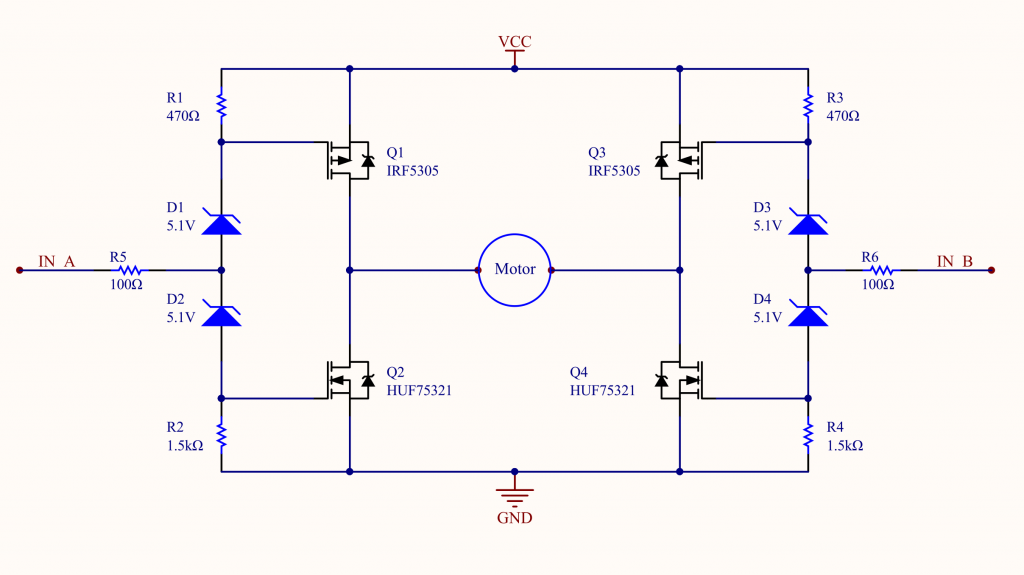 VCC
R1
470Ω
Q1
IRF5305
Q3
IRF5305
R3
470Ω
D1
5.1V
D3
5.1V
IN A
R5
100Ω
Motor
R6
100Ω
IN B
D2
5.1V
D4
5.1V
Q2
HUF75321
Q4
HUF75321
R2
1.5kΩ
R4
1.5kΩ
GND